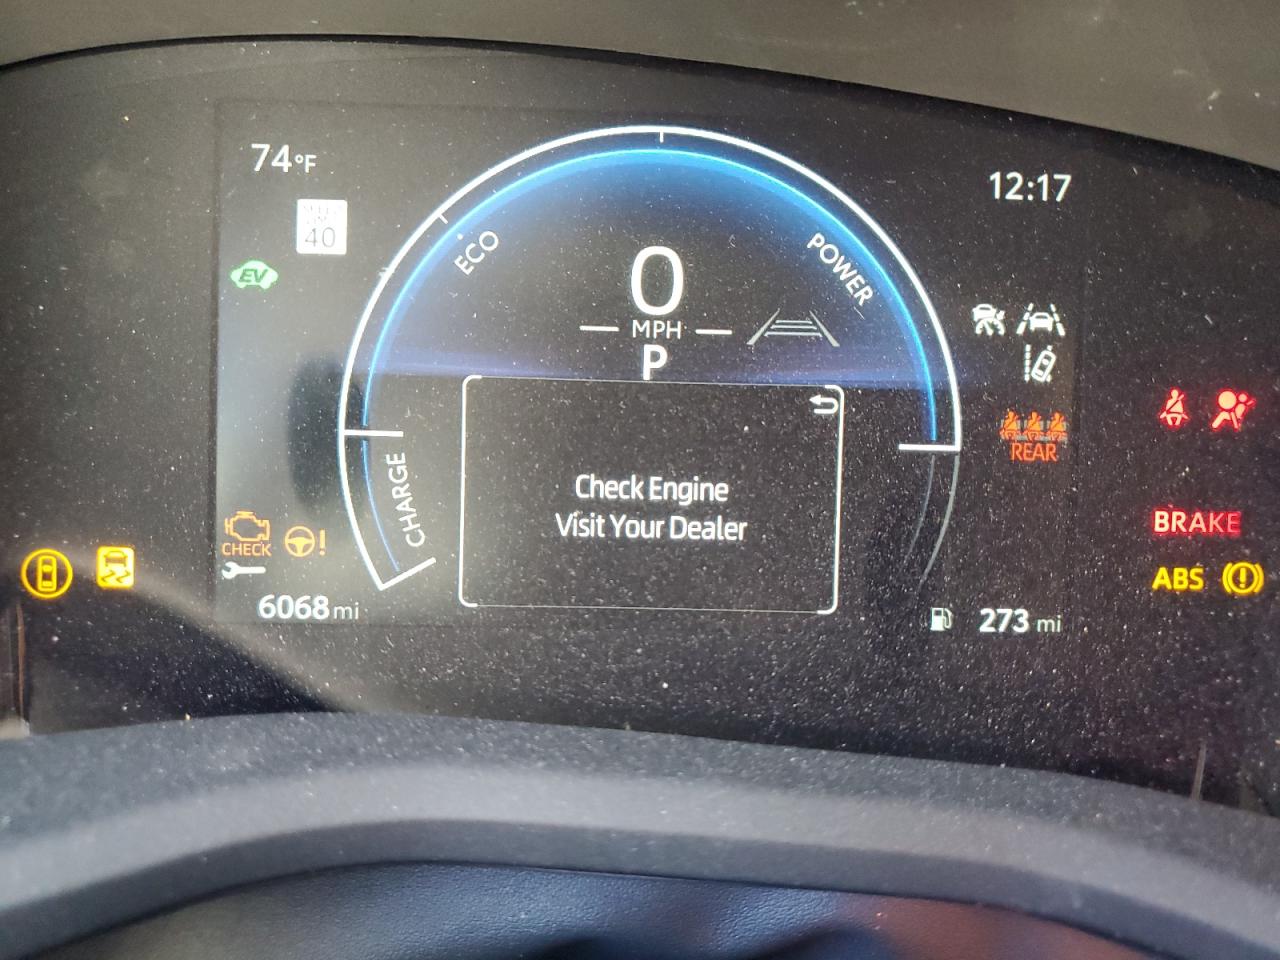 74°F
12:17
40
EV
ECO
POWER
0
MPH
P
CHARGE
REAR
Check Engine
Visit Your Dealer
CHECK
BRAKE
ABS
6068 mi
273 mi